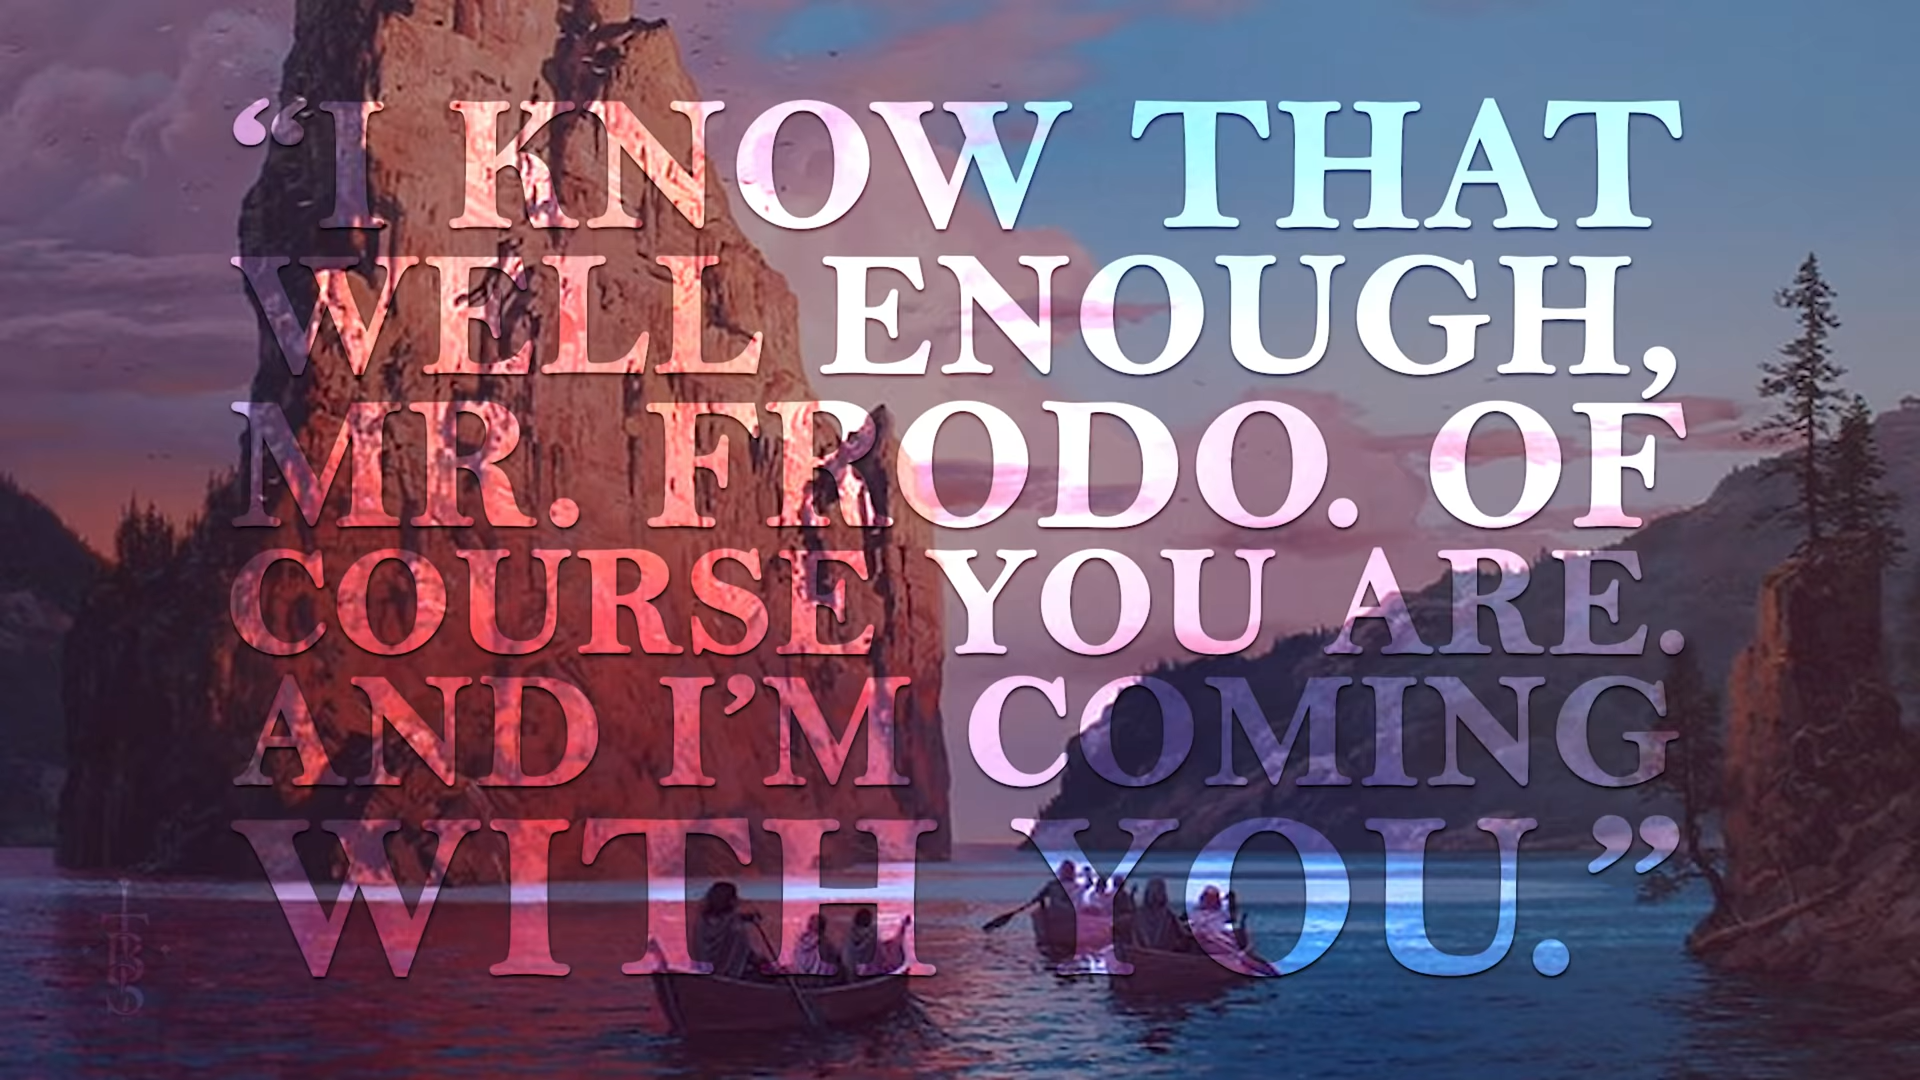 “I KNOW THAT
WELL ENOUGH,
MR. FRODO. OF
COURSE YOU ARE.
AND I’M COMING
WITH YOU.”